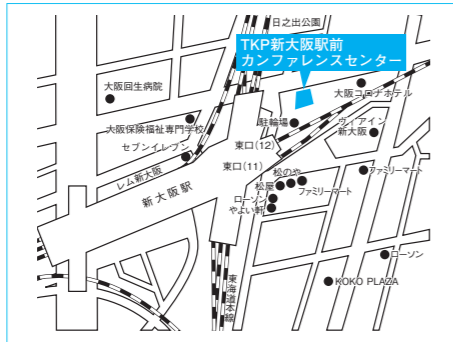 日之出公園
TKP新大阪駅前
カンファレンスセンター
大阪回生病院
大阪コロナホテル
大阪保険福祉専門学校
駐輪場
ヴィアイン
新大阪
セブンイレブン
東口(12)
レム新大阪
東口(11)
松のや
ファミリーマート
新大阪駅
松屋
ファミリーマート
ローソン
やよい軒
東海道本線
ローソン
KOKO PLAZA